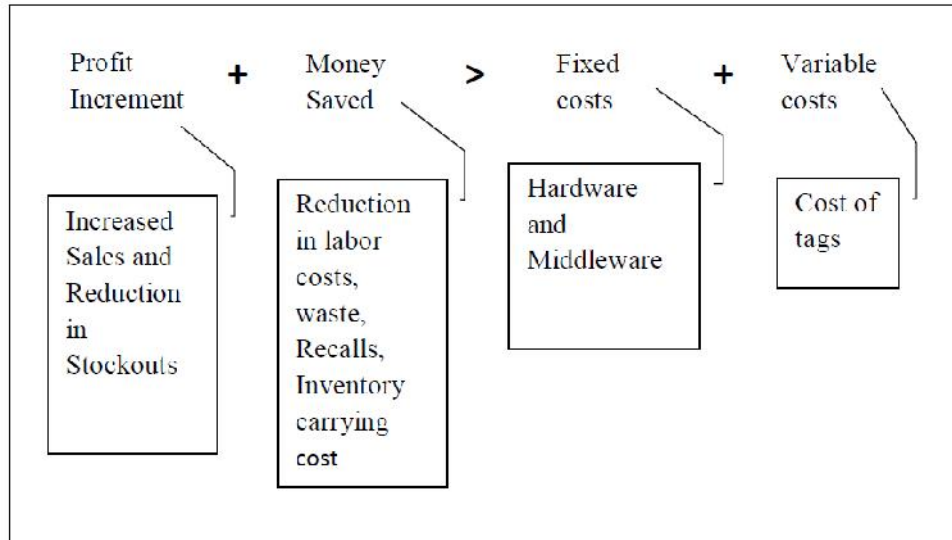 Profit
Increment
+
Money
Saved
>
Fixed
costs
+
Variable
costs
Increased
Sales and
Reduction
in
Stockouts
Reduction
in labor
costs,
waste,
Recalls,
Inventory
carrying
cost
Hardware
and
Middleware
Cost of
tags